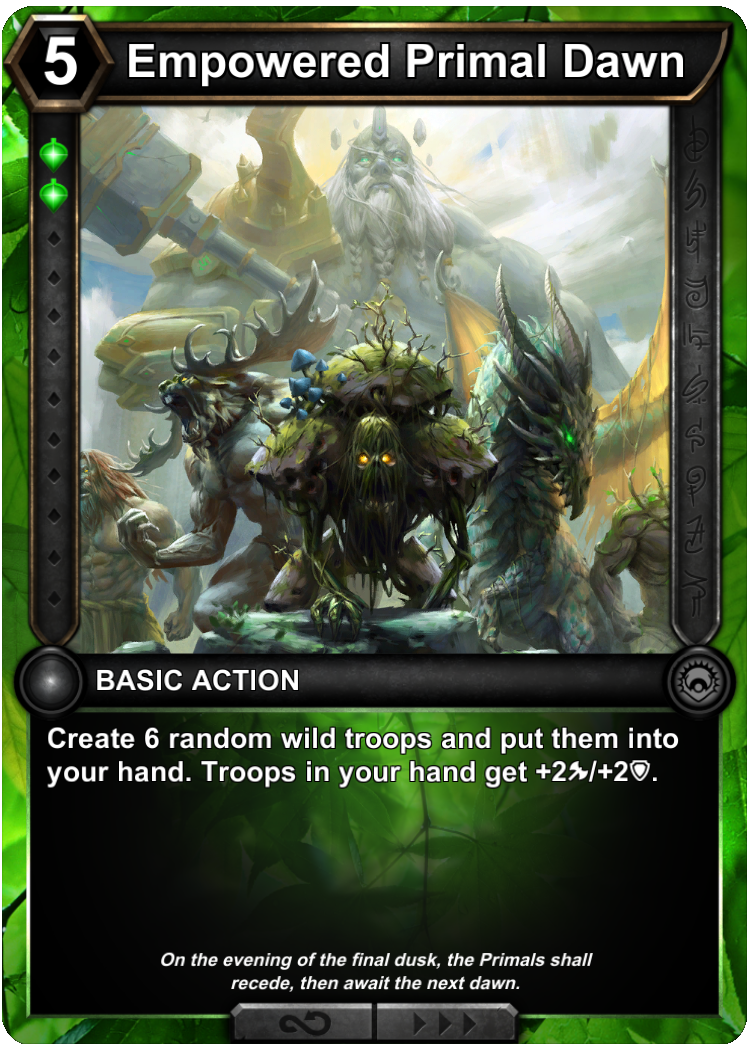 5
Empowered Primal Dawn
BASIC ACTION
Create 6 random wild troops and put them into
your hand. Troops in your hand get +2/+2.
On the evening of the final dusk, the Primals shall
recede, then await the next dawn.